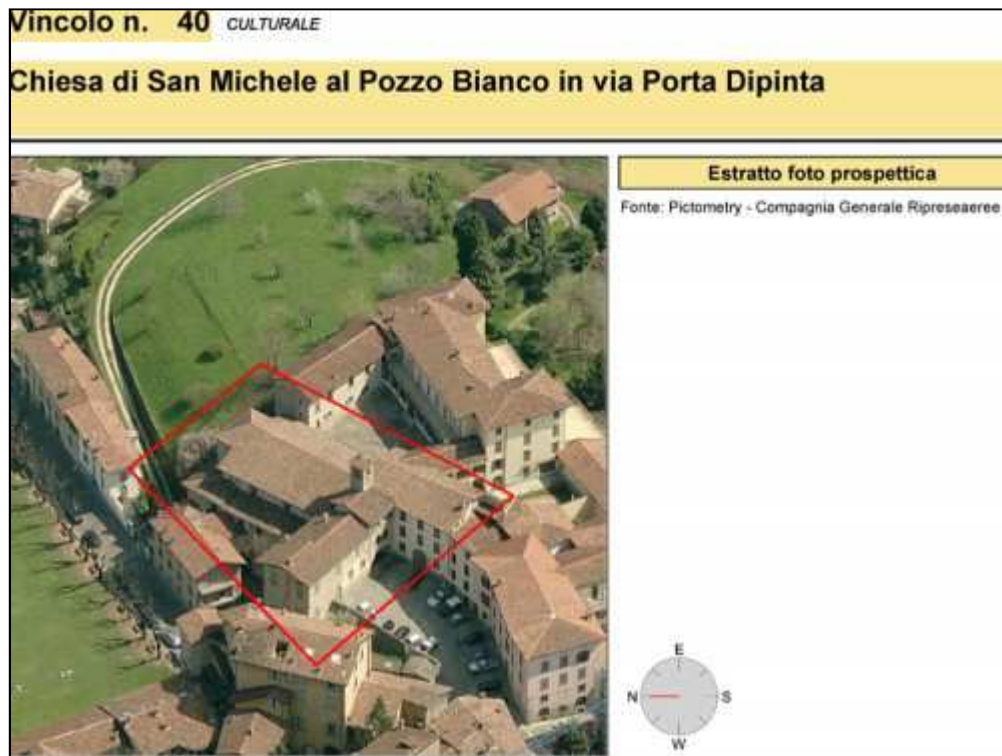 Vincolo n. 40 CULTURALE
Chiesa di San Michele al Pozzo Bianco in via Porta Dipinta
Estratto foto prospettica
Fonte: Pictometry - Compagnia Generale Ripreseaeree
E
N S
W